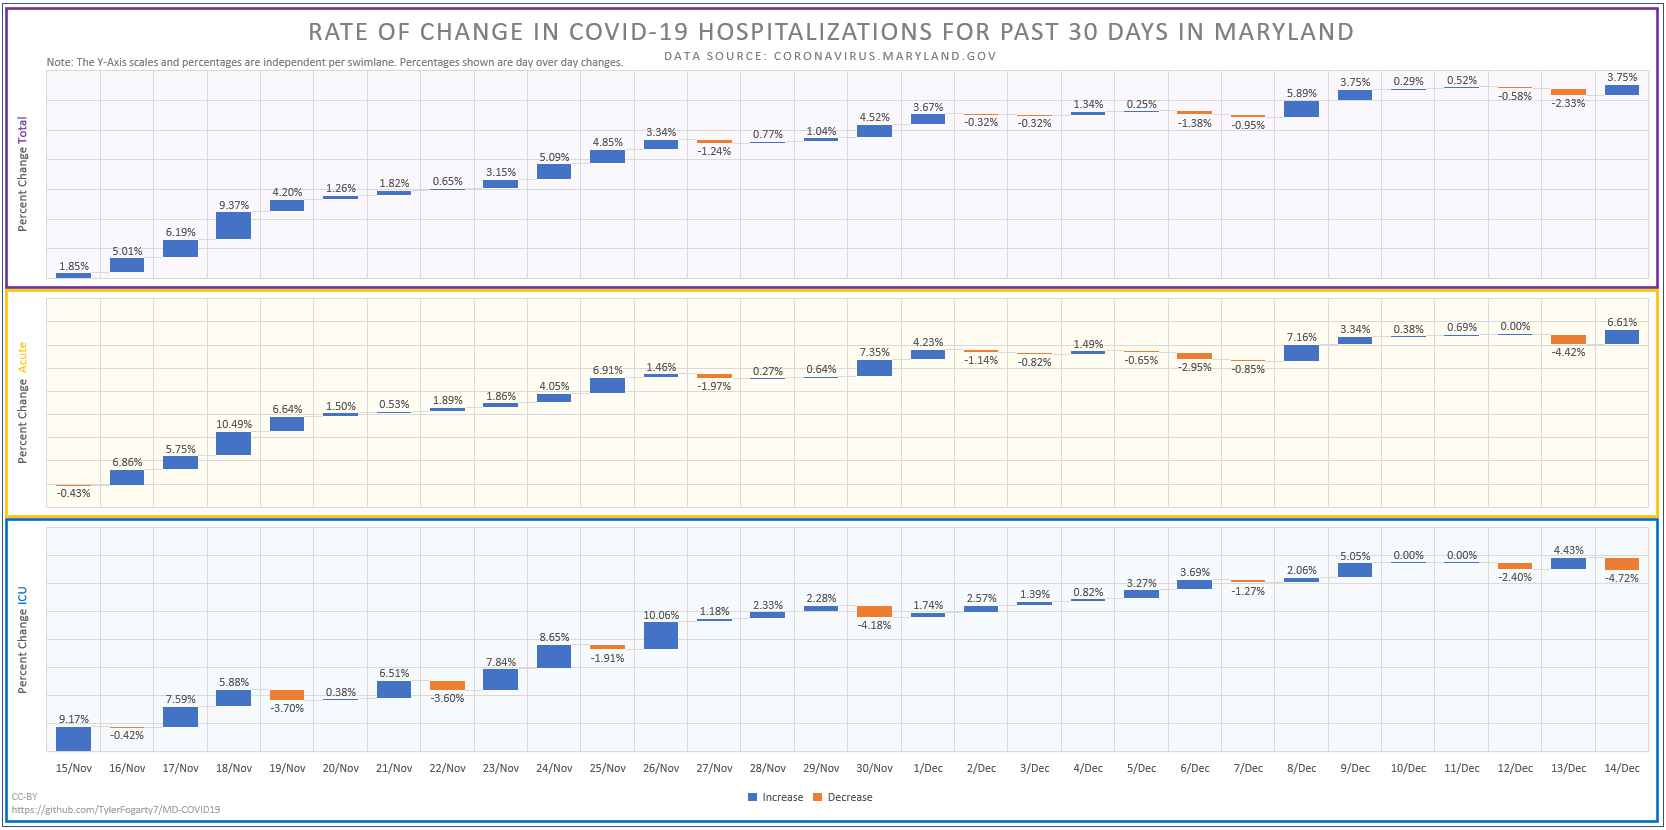 RATE OF CHANGE IN COVID-19 HOSPITALIZATIONS FOR PAST 30 DAYS IN MARYLAND
DATA SOURCE: CORONAVIRUS.MARYLAND.GOV
Note: The Y-Axis scales and percentages are independent per swimlane. Percentages shown are day over day changes.
Percent Change Total
1.85% 5.01% 6.19% 9.37% 4.20% 1.26% 1.82% 0.65% 3.15% 5.09% 4.85% 3.34% -1.24% 0.77% 1.04% 4.52% 3.67% -0.32% -0.32% 1.34% 0.25% -1.38% -0.95% 5.89% 3.75% 0.29% 0.52% -0.58% -2.33% 3.75%
Percent Change Acute
-0.43% 6.86% 5.75% 10.49% 6.64% 1.50% 0.53% 1.89% 1.86% 4.05% 6.91% 1.46% -1.97% 0.27% 0.64% 7.35% 4.23% -1.14% -0.82% 1.49% -0.65% -2.95% -0.85% 7.16% 3.34% 0.38% 0.69% 0.00% -4.42% 6.61%
Percent Change ICU
9.17% -0.42% 7.59% 5.88% -3.70% 0.38% 6.51% -3.60% 7.84% 8.65% -1.91% 10.06% 1.18% 2.33% 2.28% -4.18% 1.74% 2.57% 1.39% 0.82% 3.27% 3.69% -1.27% 2.06% 5.05% 0.00% 0.00% -2.40% 4.43% -4.72%
15/Nov 16/Nov 17/Nov 18/Nov 19/Nov 20/Nov 21/Nov 22/Nov 23/Nov 24/Nov 25/Nov 26/Nov 27/Nov 28/Nov 29/Nov 30/Nov 1/Dec 2/Dec 3/Dec 4/Dec 5/Dec 6/Dec 7/Dec 8/Dec 9/Dec 10/Dec 11/Dec 12/Dec 13/Dec 14/Dec
Increase Decrease
CC-BY
https://github.com/TylerFogarty7/MD-COVID19